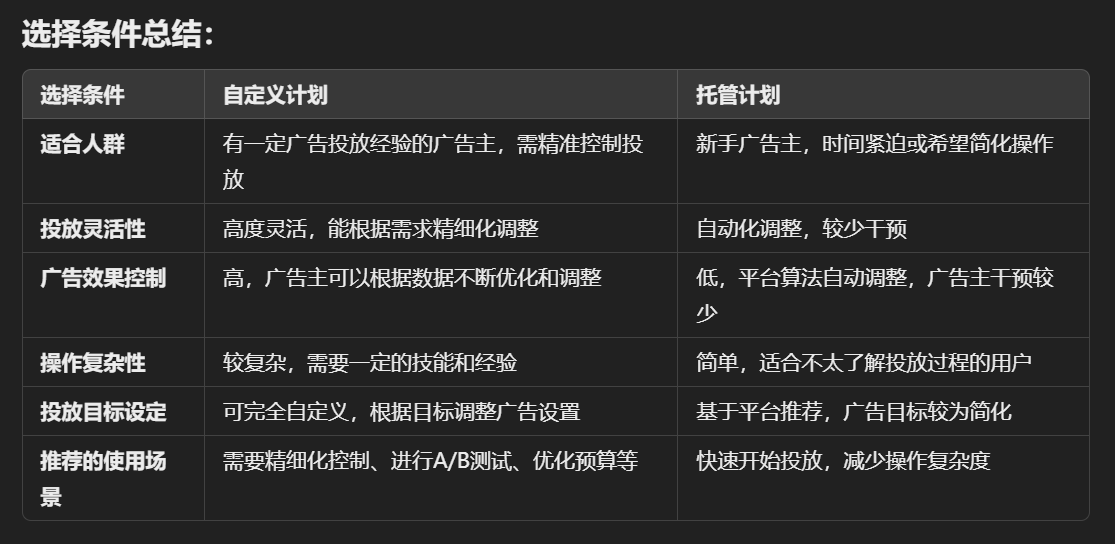 选择条件总结：
选择条件 自定义计划 托管计划
适合人群 有一定广告投放经验的广告主，需精准控制投 新手广告主，时间紧迫或希望简化操作
放
投放灵活性 高度灵活，能根据需求精细化调整 自动化调整，较少干预
广告效果控制 高，广告主可以根据数据不断优化和调整 低，平台算法自动调整，广告主干预较
少
操作复杂性 较复杂，需要一定的技能和经验 简单，适合不太了解投放过程的用户
投放目标设定 可完全自定义，根据目标调整广告设置 基于平台推荐，广告目标较为简化
推荐的使用场 需要精细化控制、进行A/B测试、优化预算等 快速开始投放，减少操作复杂度
景